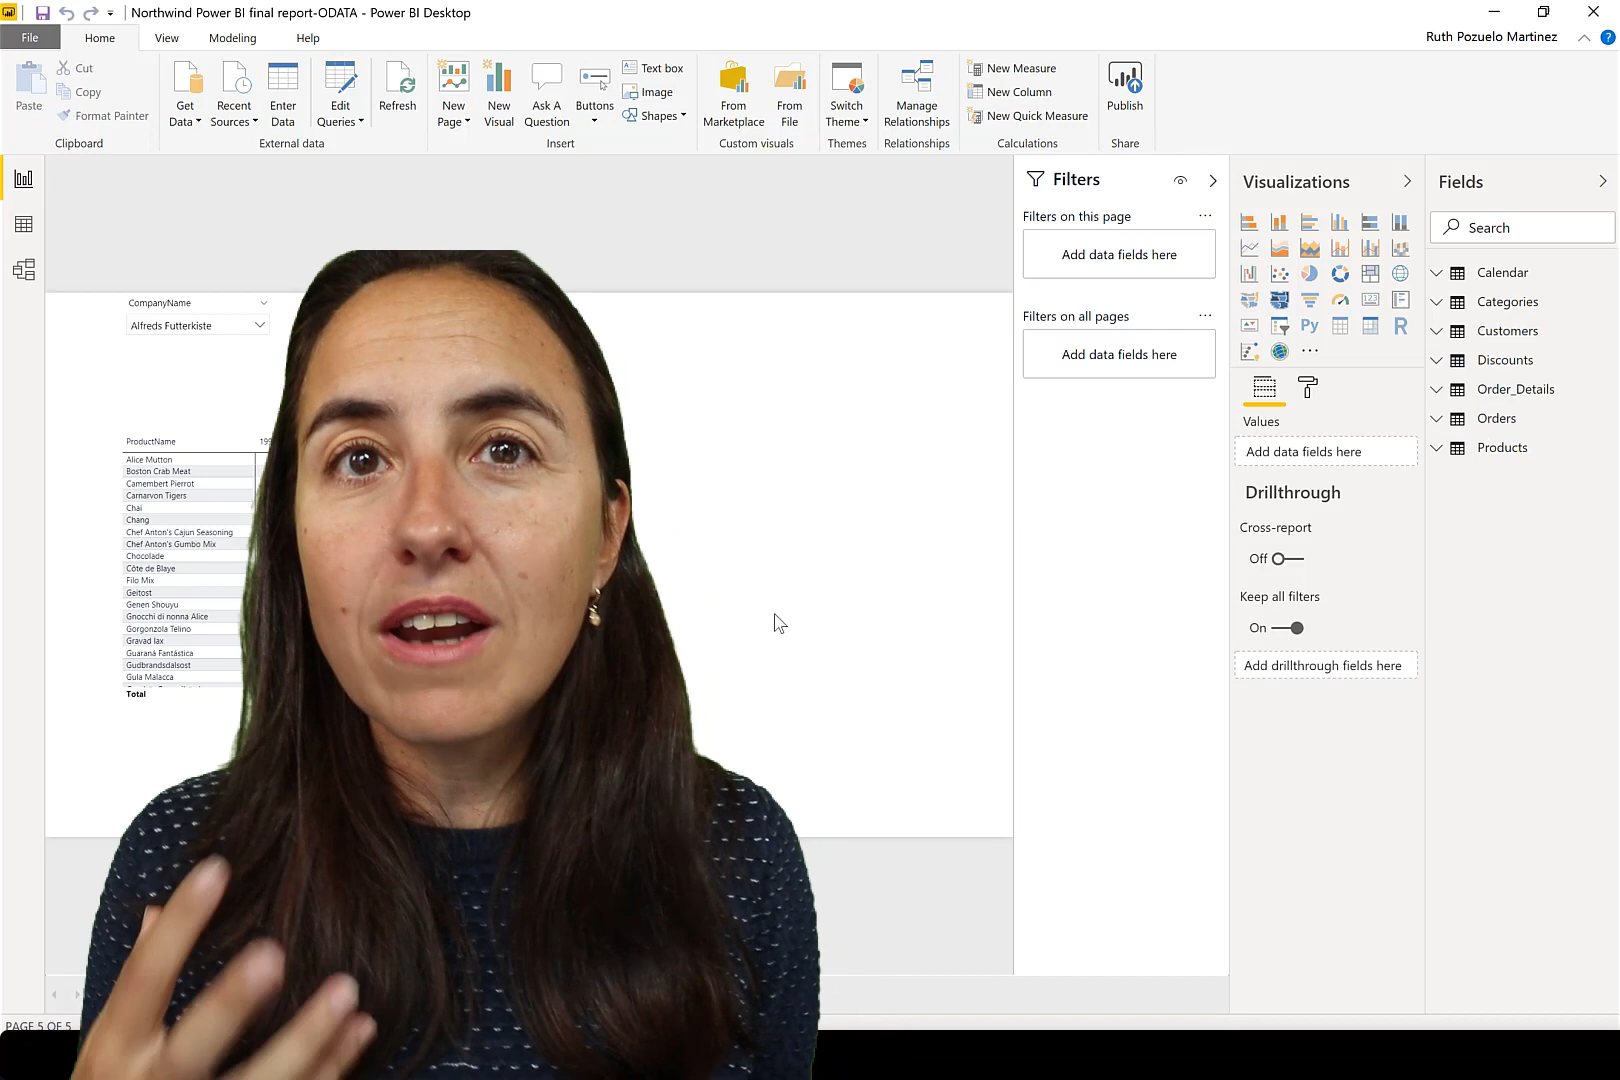 Northwind Power BI final report-ODATA - Power BI Desktop
File
Home
View
Modeling
Help
Ruth Pozuelo Martinez
?
Paste
Cut
Copy
Format Painter
Clipboard
Get Data
Recent Sources
Enter Data
Edit Queries
Refresh
External data
New Page
New Visual
Ask A Question
Buttons
Text box
Image
Shapes
Insert
From Marketplace
From File
Custom visuals
Switch Theme
Themes
Manage Relationships
Relationships
New Measure
New Column
New Quick Measure
Calculations
Publish
Share
CompanyName
Alfreds Futterkiste
ProductName
Alice Mutton
Boston Crab Meat
Camembert Pierrot
Carnarvon Tigers
Chai
Chang
Chef Anton's Cajun Seasoning
Chef Anton's Gumbo Mix
Chocolade
Côte de Blaye
Filo Mix
Geitost
Genen Shouyu
Gnocchi di nonna Alice
Gorgonzola Telino
Gravad lax
Guaraná Fantástica
Gudbrandsdalsost
Gula Malacca
Total
PAGE 5 OF 5
Filters
Filters on this page
Add data fields here
Filters on all pages
Add data fields here
Visualizations
123
Py
R
Values
Add data fields here
Drillthrough
Cross-report
Off
Keep all filters
On
Add drillthrough fields here
Fields
Search
Calendar
Categories
Customers
Discounts
Order_Details
Orders
Products